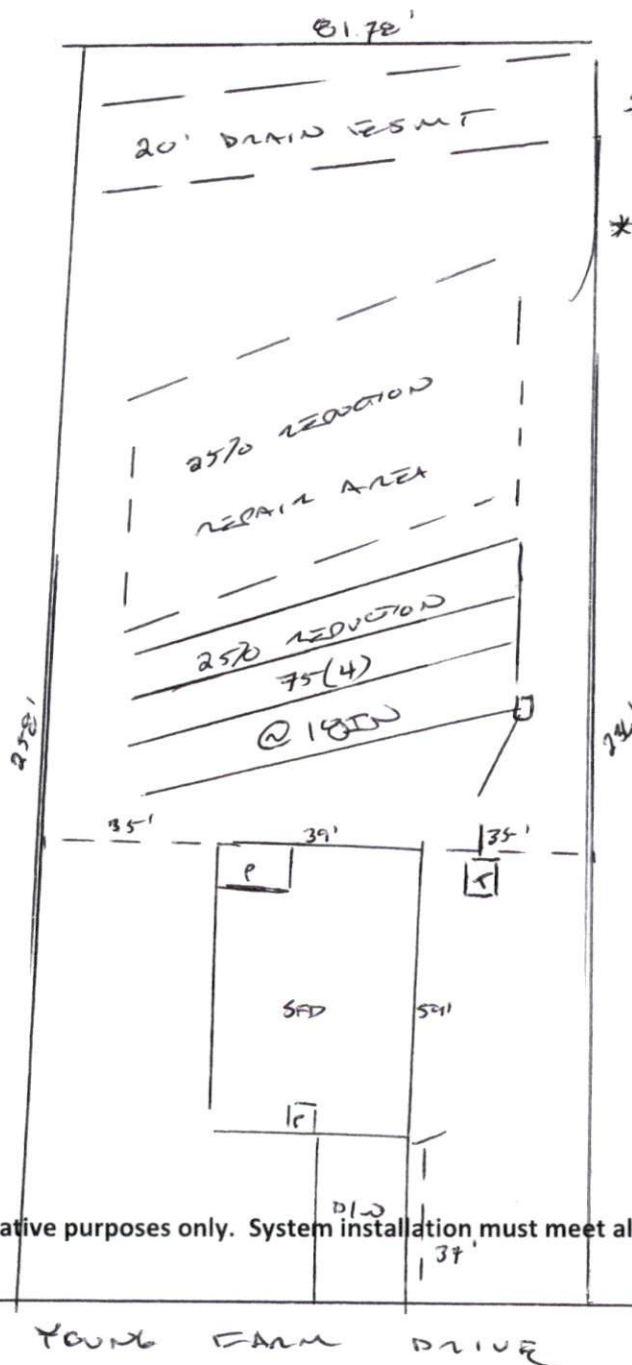 81.78'
20' DRAIN ESMT
*
25% REDUCTION
REPAIR AREA
25% REDUCTION
75(4)
@ 18IN
258'
35'
39'
35'
P
T
SFD
59'
P
D/W
ative purposes only. System installation must meet al
37'
YOUNG FARM DRIVE